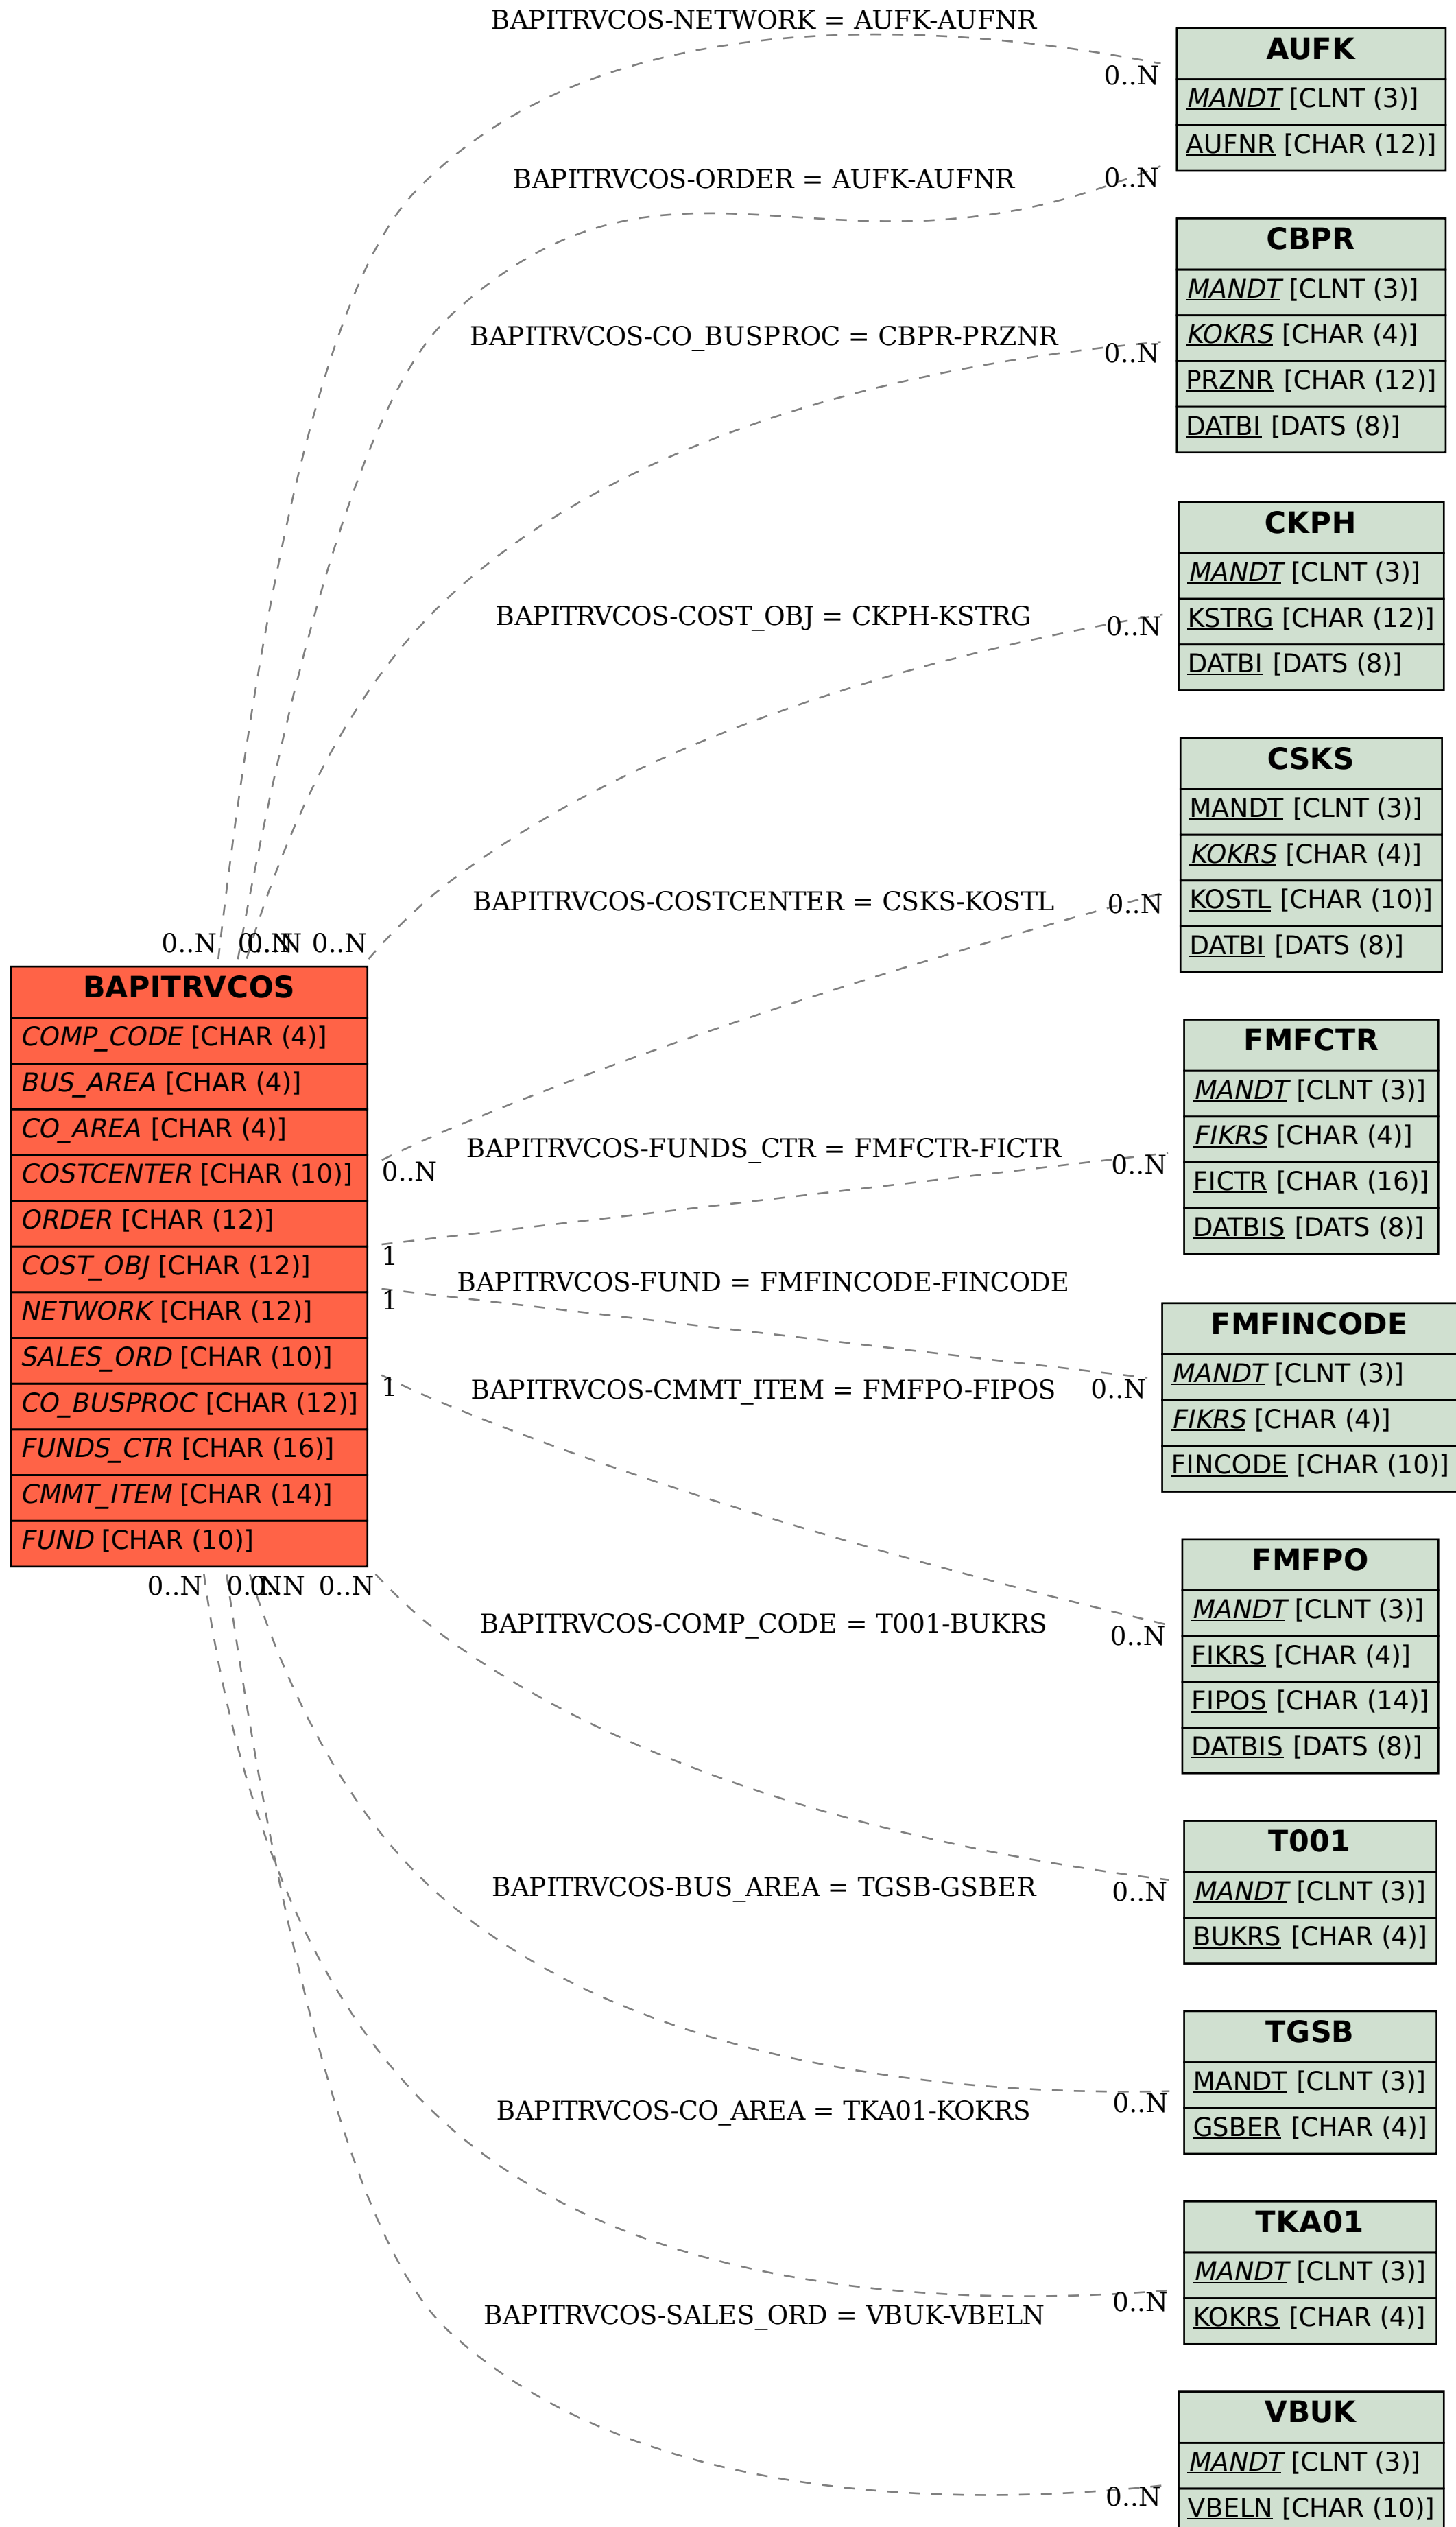 BAPITRVCOS-NETWORK = AUFK-AUFNR
0..N
AUFK
MANDT [CLNT (3)]
AUFNR [CHAR (12)]
BAPITRVCOS-ORDER = AUFK-AUFNR
0..N
CBPR
MANDT [CLNT (3)]
KOKRS [CHAR (4)]
PRZNR [CHAR (12)]
DATBI [DATS (8)]
BAPITRVCOS-CO_BUSPROC = CBPR-PRZNR
0..N
CKPH
MANDT [CLNT (3)]
KSTRG [CHAR (12)]
DATBI [DATS (8)]
BAPITRVCOS-COST_OBJ = CKPH-KSTRG
0..N
CSKS
MANDT [CLNT (3)]
KOKRS [CHAR (4)]
KOSTL [CHAR (10)]
DATBI [DATS (8)]
BAPITRVCOS-COSTCENTER = CSKS-KOSTL
0..N
0..N 0..N 0..N 0..N
BAPITRVCOS
COMP_CODE [CHAR (4)]
BUS_AREA [CHAR (4)]
CO_AREA [CHAR (4)]
COSTCENTER [CHAR (10)]
ORDER [CHAR (12)]
COST_OBJ [CHAR (12)]
NETWORK [CHAR (12)]
SALES_ORD [CHAR (10)]
CO_BUSPROC [CHAR (12)]
FUNDS_CTR [CHAR (16)]
CMMT_ITEM [CHAR (14)]
FUND [CHAR (10)]
0..N
1
1
1
0..N 0..N 0..N 0..N
BAPITRVCOS-FUNDS_CTR = FMFCTR-FICTR
0..N
FMFCTR
MANDT [CLNT (3)]
FIKRS [CHAR (4)]
FICTR [CHAR (16)]
DATBIS [DATS (8)]
BAPITRVCOS-FUND = FMFINCODE-FINCODE
0..N
FMFINCODE
MANDT [CLNT (3)]
FIKRS [CHAR (4)]
FINCODE [CHAR (10)]
BAPITRVCOS-CMMT_ITEM = FMFPO-FIPOS
0..N
FMFPO
MANDT [CLNT (3)]
FIKRS [CHAR (4)]
FIPOS [CHAR (14)]
DATBIS [DATS (8)]
BAPITRVCOS-COMP_CODE = T001-BUKRS
0..N
T001
MANDT [CLNT (3)]
BUKRS [CHAR (4)]
BAPITRVCOS-BUS_AREA = TGSB-GSBER
0..N
TGSB
MANDT [CLNT (3)]
GSBER [CHAR (4)]
BAPITRVCOS-CO_AREA = TKA01-KOKRS
0..N
TKA01
MANDT [CLNT (3)]
KOKRS [CHAR (4)]
BAPITRVCOS-SALES_ORD = VBUK-VBELN
0..N
VBUK
MANDT [CLNT (3)]
VBELN [CHAR (10)]